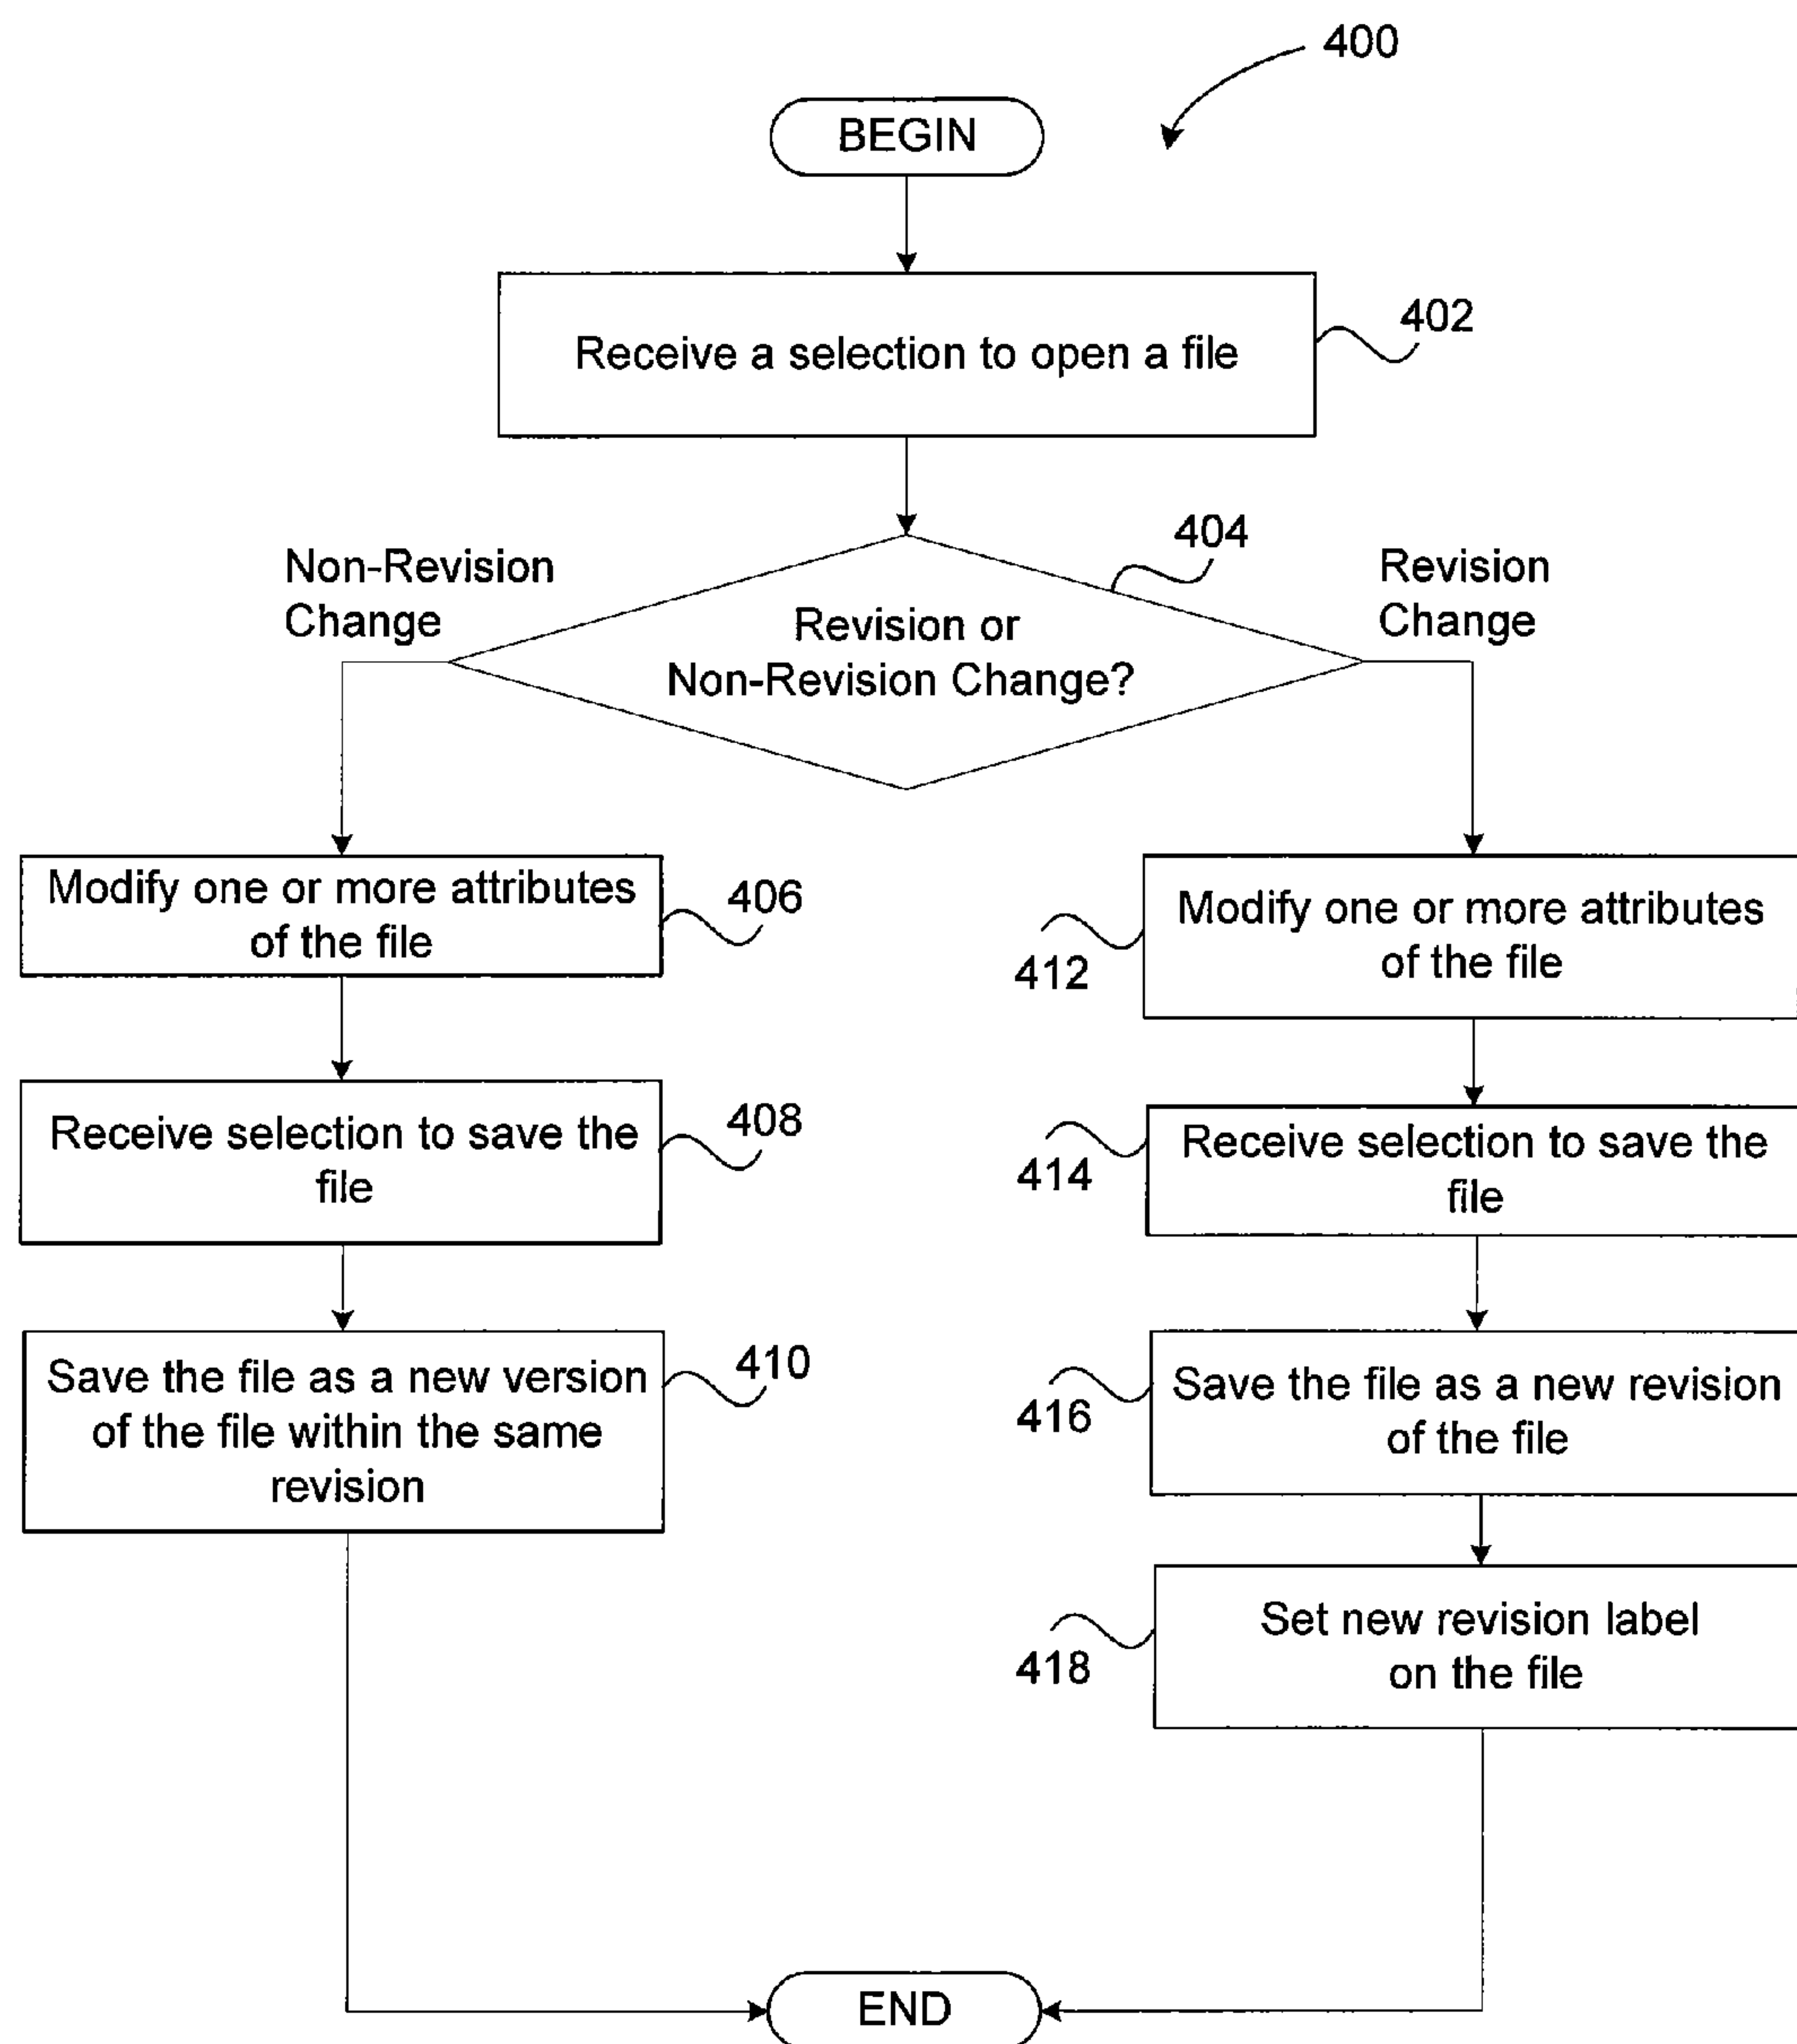 400
BEGIN
Receive a selection to open a file
402
404
Non-Revision
Change
Revision
Change
Revision or
Non-Revision Change?
Modify one or more attributes
of the file
406
Receive selection to save the
file
408
Save the file as a new version
of the file within the same
revision
410
Modify one or more attributes
of the file
412
Receive selection to save the
file
414
Save the file as a new revision
of the file
416
Set new revision label
on the file
418
END